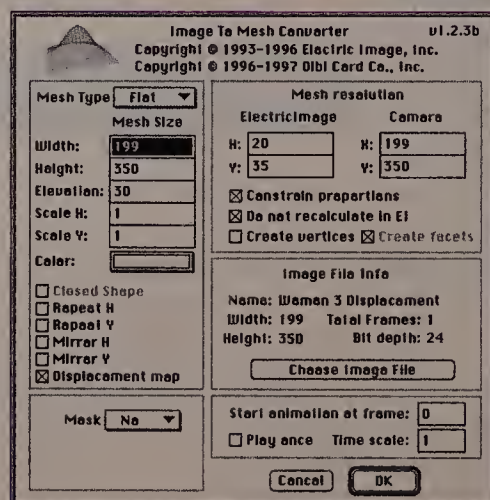 Image To Mesh Converter v1.2.3b
Copyright © 1993-1996 Electric Image, Inc.
Copyright © 1996-1997 Dibl Card Co., Inc.
Mesh Type Flat
Mesh Size
Width: 199
Height: 350
Elevation: 30
Scale X: 1
Scale Y: 1
Color:
Closed Shape
Repeat X
Repeat Y
Mirror X
Mirror Y
Displacement map
Mask No
Mesh resolution
ElectricImage Camera
X: 20 X: 199
Y: 35 Y: 350
Constrain proportions
Do not recalculate in EI
Create vertices Create facets
Image File Info
Name: Woman 3 Displacement
Width: 199 Total Frames: 1
Height: 350 Bit depth: 24
Choose Image File
Start animation at frame: 0
Play once Time scale: 1
Cancel OK